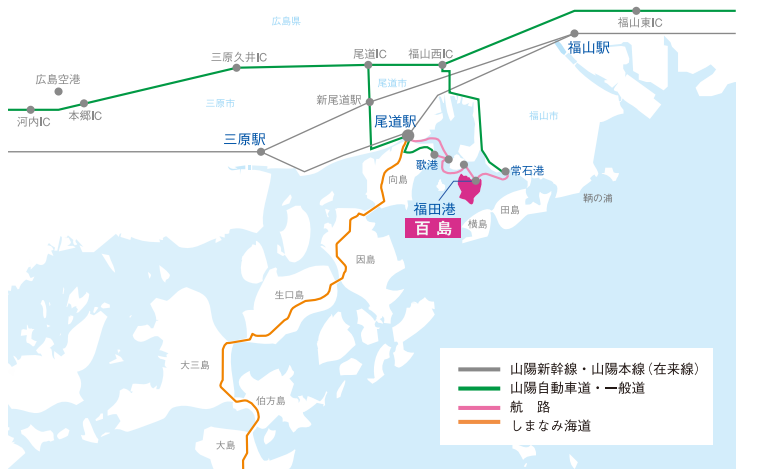 広島県
福山東IC
福山駅
三原久井IC
尾道IC
福山西IC
広島空港
尾道市
三原市
新尾道駅
本郷IC
河内IC
福山市
尾道駅
三原駅
歌港
常石港
向島
福田港
百島
田島
横島
鞆の浦
因島
生口島
大三島
伯方島
大島
山陽新幹線・山陽本線(在来線)
山陽自動車道・一般道
航　路
しまなみ海道